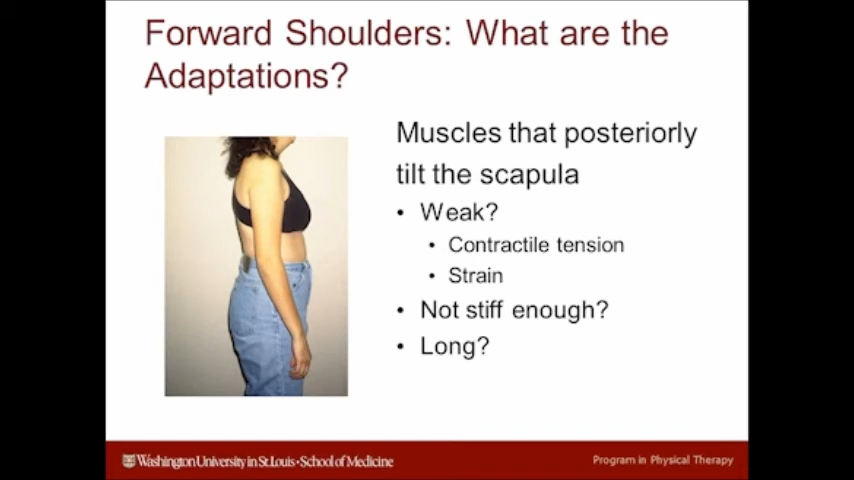 Forward Shoulders: What are the
Adaptations?
Muscles that posteriorly
tilt the scapula
• Weak?
• Contractile tension
• Strain
• Not stiff enough?
• Long?
Washington University in St. Louis • School of Medicine
Program in Physical Therapy